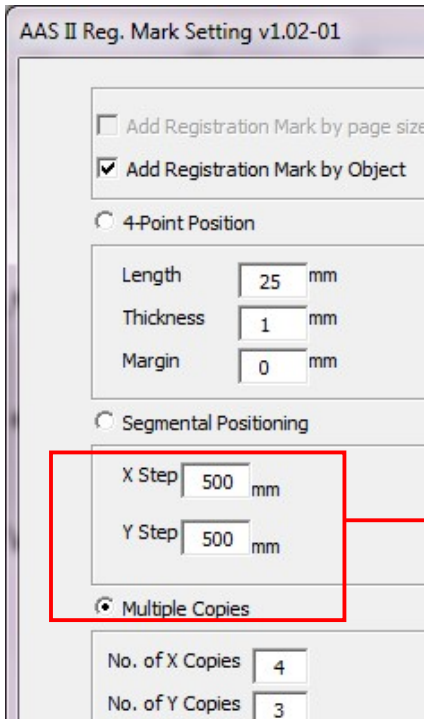 AAS II Reg. Mark Setting v1.02-01
Add Registration Mark by page size
Add Registration Mark by Object
4-Point Position
Length 25 mm
Thickness 1 mm
Margin 0 mm
Segmental Positioning
X Step 500 mm
Y Step 500 mm
Multiple Copies
No. of X Copies 4
No. of Y Copies 3